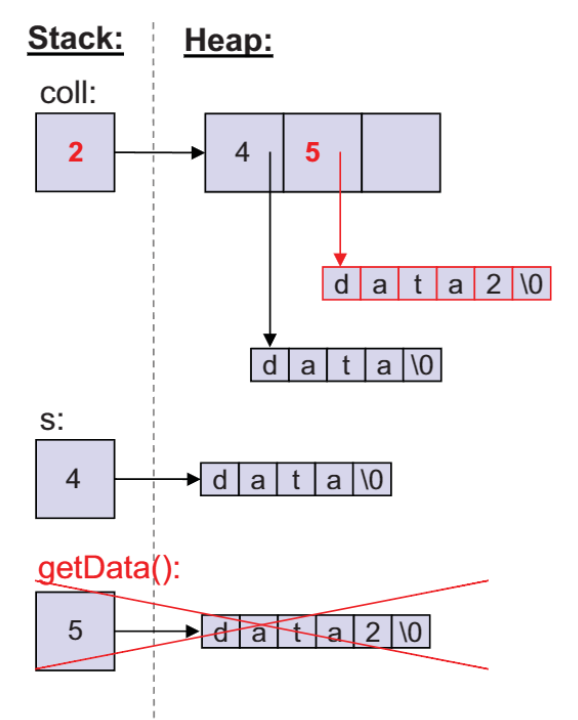 Stack: Heap:
coll:
2 4 5
d a t a 2 \0
d a t a \0
s:
4 d a t a \0
getData():
5 d a t a 2 \0